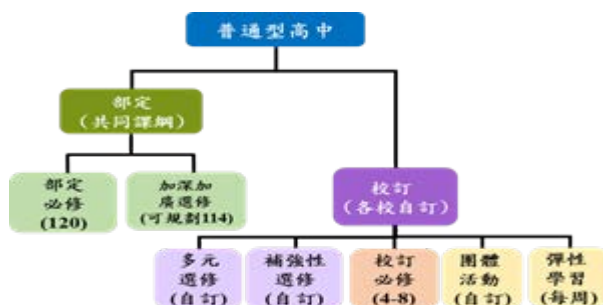 普通型高中
部定
（共同課綱）
部定
必修
(120)
加深加
廣選修
(可規劃114)
校訂
（各校自訂）
多元
選修
(自訂)
補強性
選修
(自訂)
校訂
必修
(4-8)
團體
活動
(自訂)
彈性
學習
(每周)